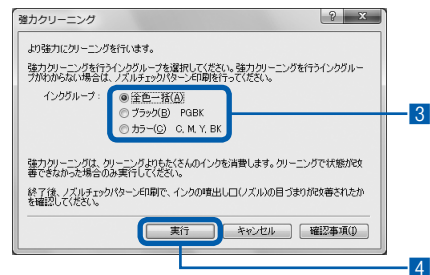 強力クリーニング
より強力にクリーニングを行います。
強力クリーニングを行うインクグループを選択してください。強力クリーニングを行うインクグルー
プがわからない場合は、ノズルチェックパターン印刷を行ってください。
インクグループ： 全色一括(A)
ブラック(B) PGBK
カラー(C) C, M, Y, BK
3
強力クリーニングは、クリーニングよりもたくさんのインクを消費します。クリーニングで状態が改
善できなかった場合のみ実行してください。
終了後、ノズルチェックパターン印刷で、インクの噴出し口(ノズル)の目づまりが改善されたか
を確認してください。
実行 キャンセル 確認事項(I)
4